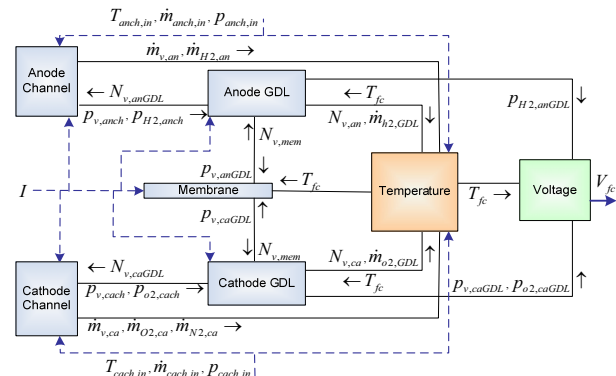 T_{anch,in}, ṁ_{anch,in}, p_{anch,in}
ṁ_{v,an}, ṁ_{H2,an} →
Anode Channel
← N_{v,anGDL}
p_{v,anch}, p_{H2,anch} →
Anode GDL
← T_{fc}
N_{v,an}, ṁ_{h2,GDL} ↓
p_{H2,anGDL}
↓
↑ N_{v,mem}
p_{v,anGDL} ↓
I
Membrane
← T_{fc}
Temperature
T_{fc} →
Voltage
V_{fc}
p_{v,caGDL} ↑
↓ N_{v,mem}
Cathode Channel
← N_{v,caGDL}
p_{v,cach}, p_{o2,cach} →
Cathode GDL
N_{v,ca}, ṁ_{o2,GDL} ↑
← T_{fc}
p_{v,caGDL}, p_{o2,caGDL} ↑
ṁ_{v,ca}, ṁ_{O2,ca}, ṁ_{N2,ca} →
T_{cach,in}, ṁ_{cach,in}, p_{cach,in}